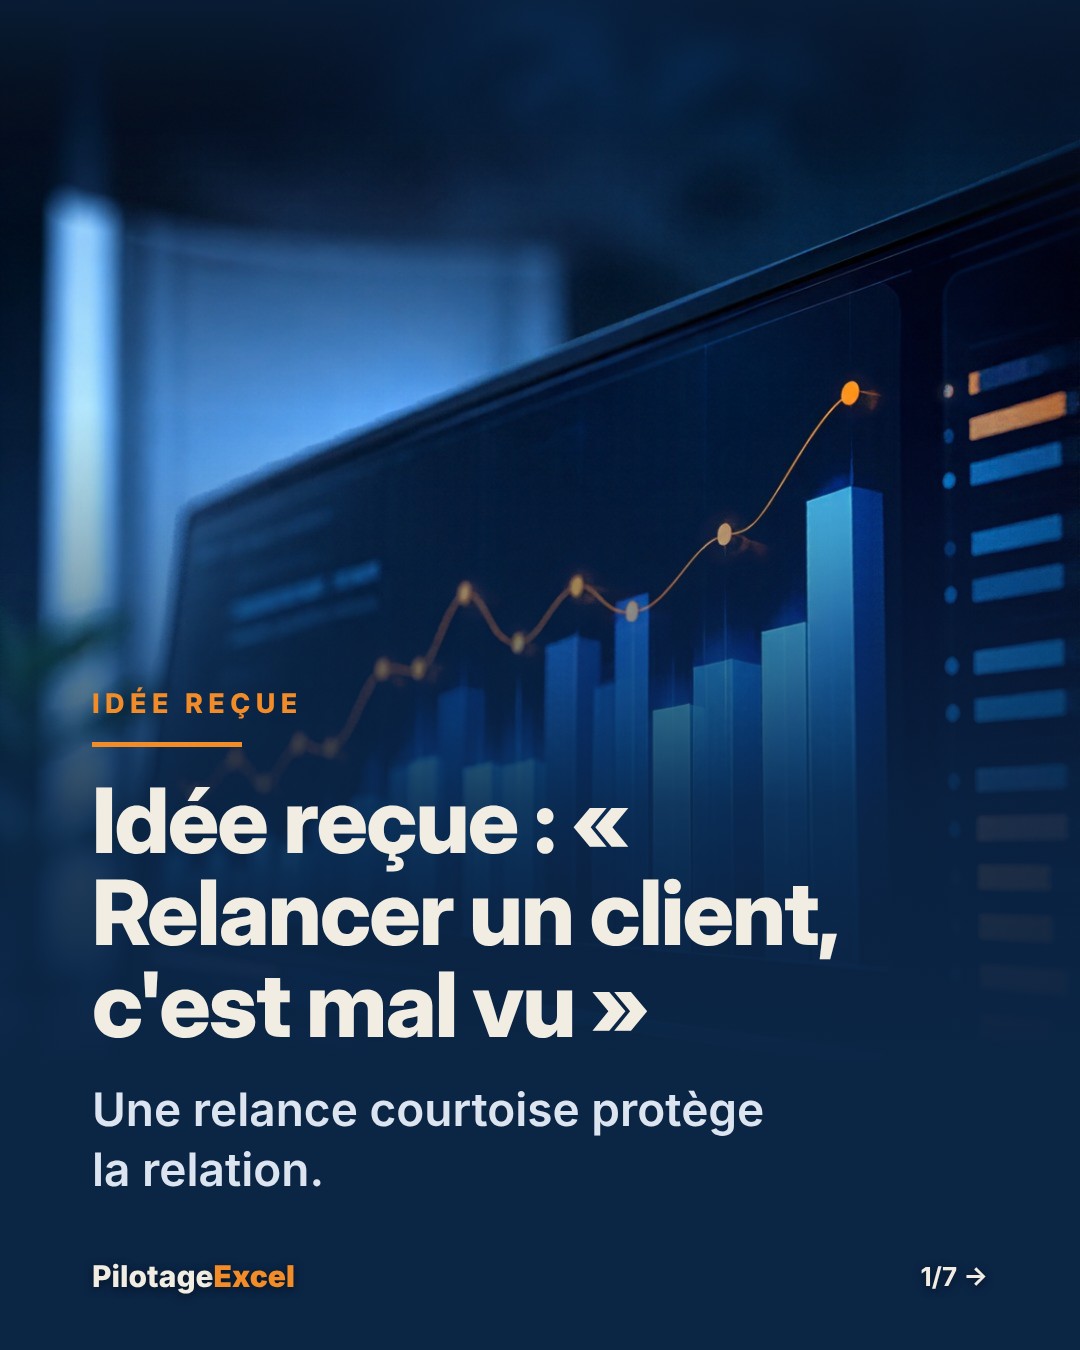 IDÉE REÇUE
Idée reçue : «
Relancer un client,
c'est mal vu »
Une relance courtoise protège
la relation.
PilotageExcel
1/7 →